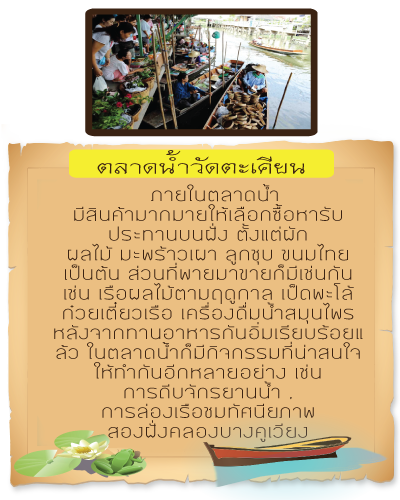 ตลาดน้ำวัดตะเคียน
ภายในตลาดน้ำ
มีสินค้ามากมายให้เลือกซื้อหารับ
ประทานบนฝั่ง ตั้งแต่ผัก
ผลไม้ มะพร้าวเผา ลูกชุบ ขนมไทย
เป็นต้น ส่วนที่พายมาขายก็มีเช่นกัน
เช่น เรือผลไม้ตามฤดูกาล เป็ดพะโล้
ก๋วยเตี๋ยวเรือ เครื่องดื่มน้ำสมุนไพร
หลังจากทานอาหารกันอิ่มเรียบร้อยแ
ล้ว ในตลาดน้ำก็มีกิจกรรมที่น่าสนใจ
ให้ทำกันอีกหลายอย่าง เช่น
การถีบจักรยานน้ำ .
การล่องเรือชมทัศนียภาพ
สองฝั่งคลองบางคูเวียง